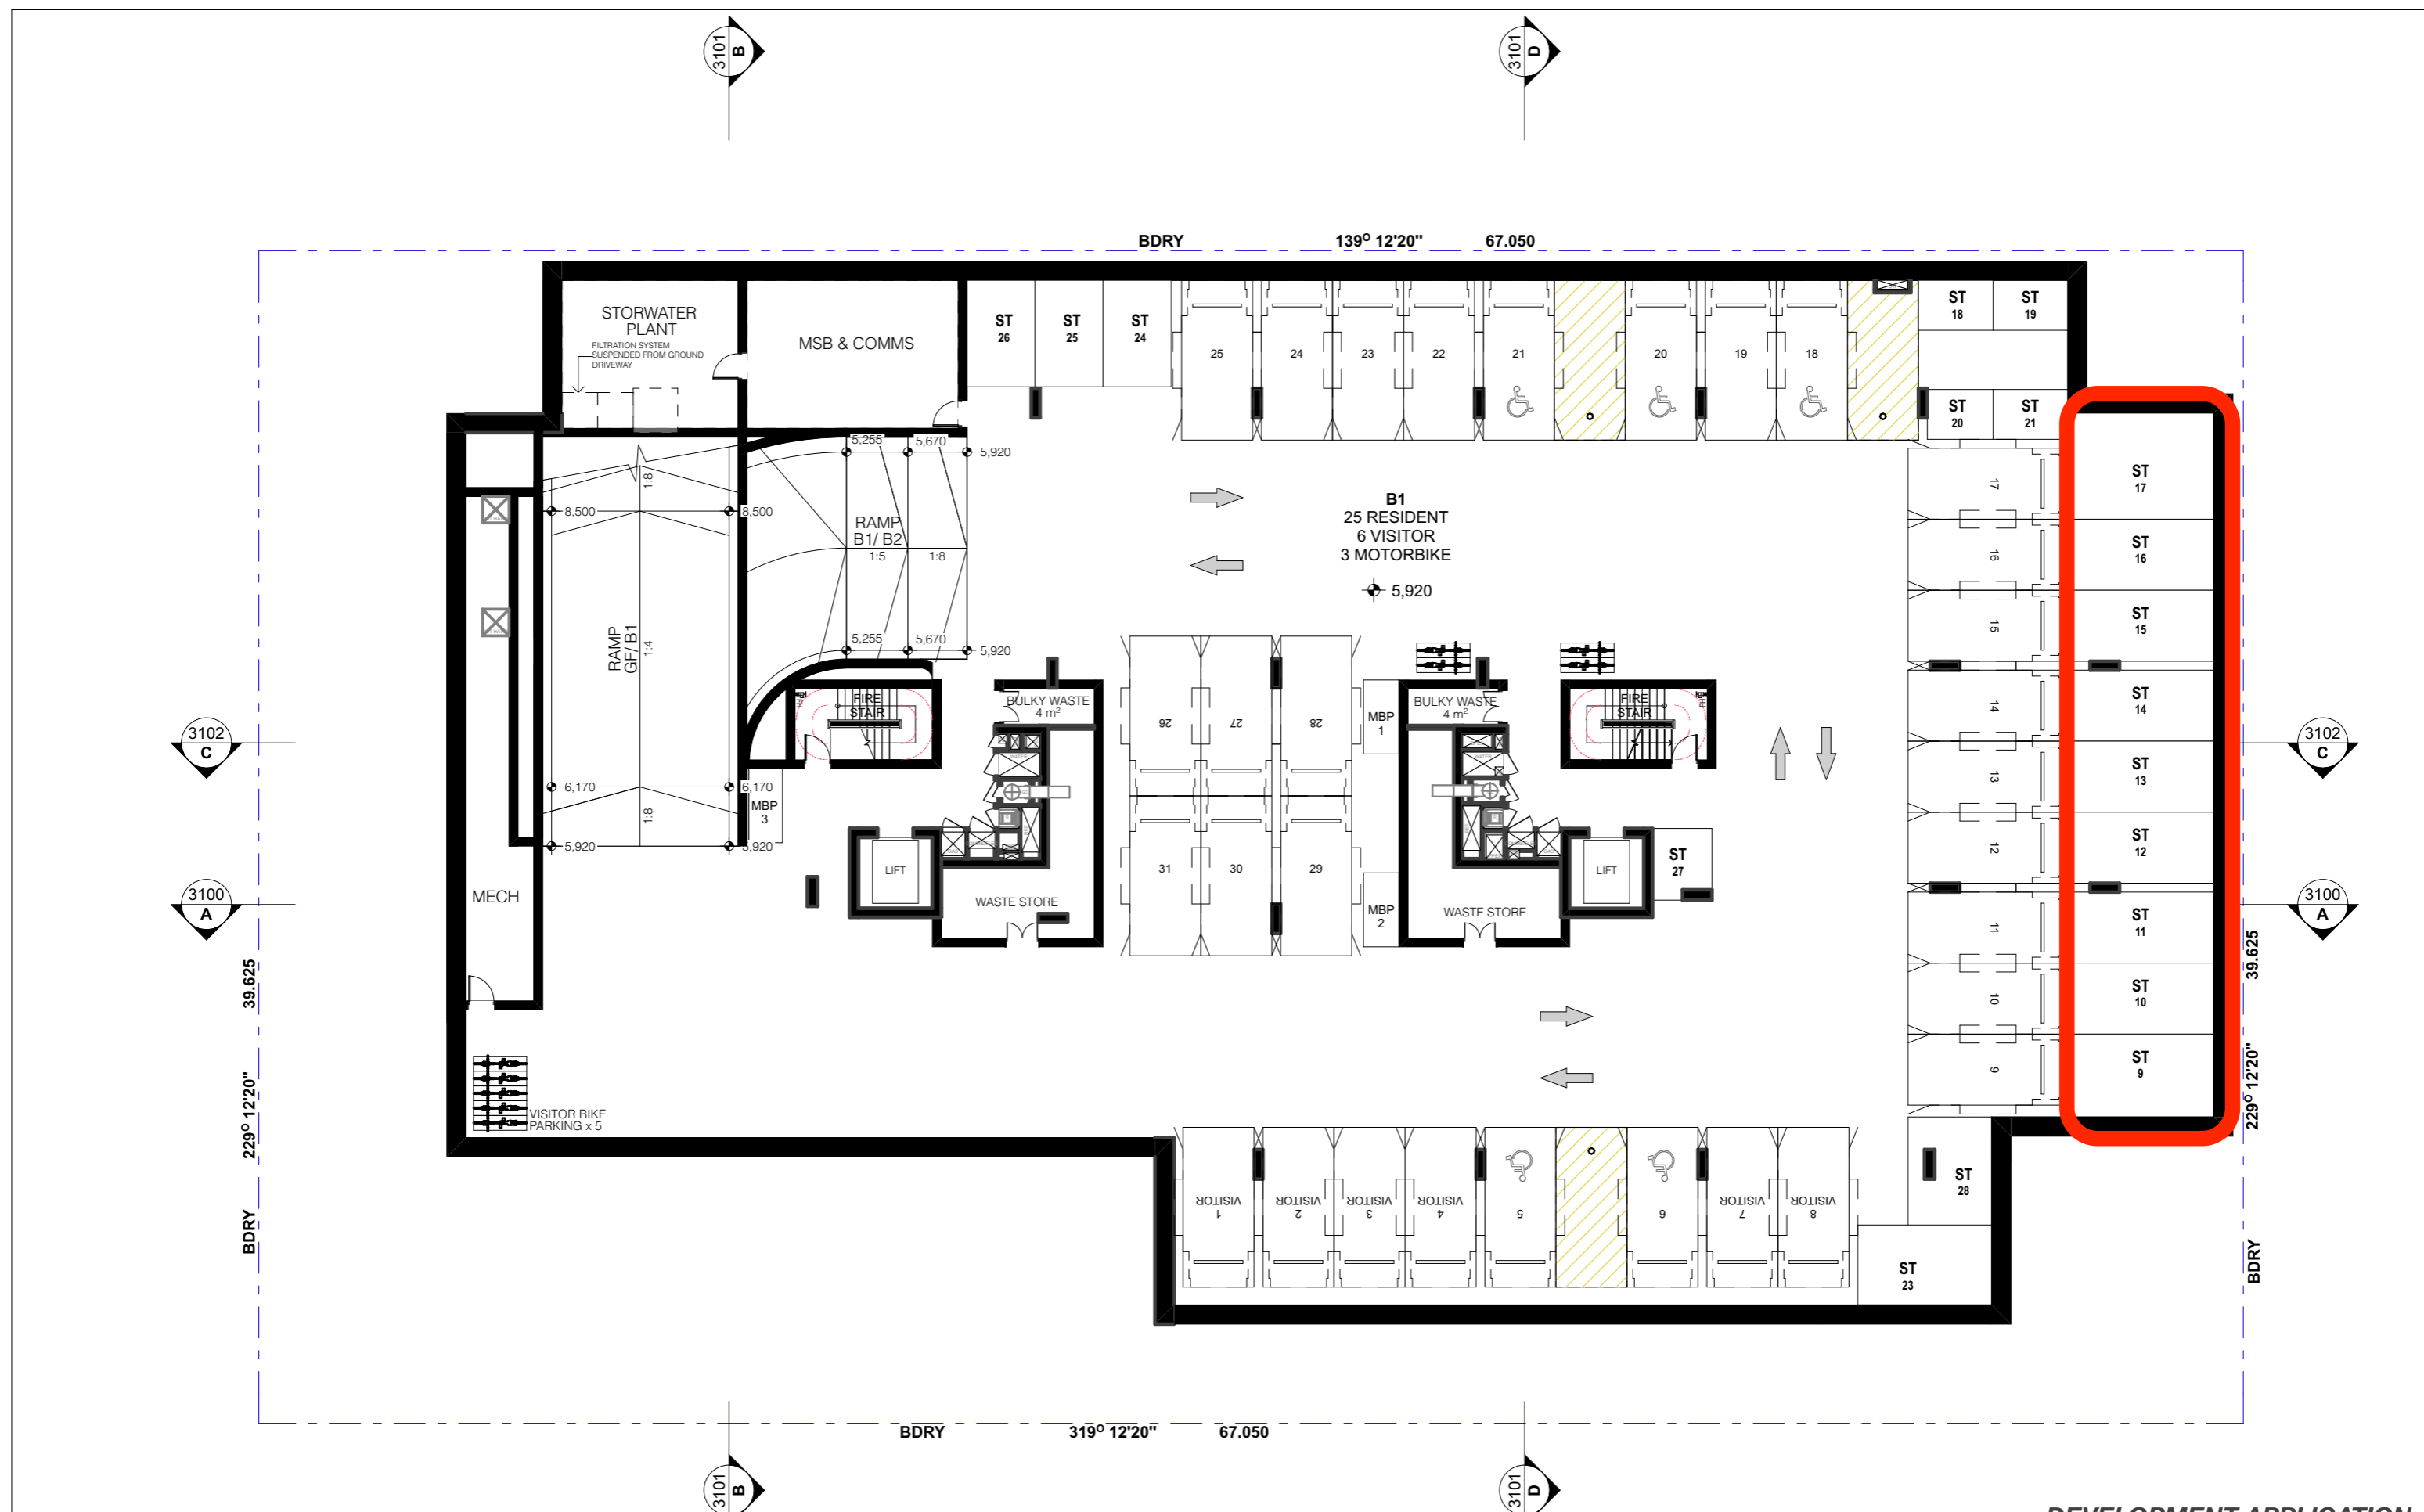 3101
B
3101
D
BDRY 139° 12'20" 67.050
STORWATER
PLANT
FILTRATION SYSTEM
SUSPENDED FROM GROUND
DRIVEWAY
MSB & COMMS
ST
26
ST
25
ST
24
25
24
23
22
21
20
19
18
ST
18
ST
19
ST
20
ST
21
5,255
5,670
5,920
1:8
8,500
8,500
RAMP
B1/ B2
1:5
1:8
B1
25 RESIDENT
6 VISITOR
3 MOTORBIKE
5,920
17
ST
17
16
ST
16
15
ST
15
RAMP
GF/ B1
1:4
5,255
5,670
5,920
FIRE
STAIR
BULKY WASTE
4 m²
26
27
28
MBP
1
BULKY WASTE
4 m²
FIRE
STAIR
14
ST
14
3102
C
3102
C
13
ST
13
6,170
6,170
MBP
3
1:8
5,920
5,920
12
ST
12
LIFT
31
30
29
LIFT
ST
27
MECH
WASTE STORE
MBP
2
WASTE STORE
3100
A
3100
A
11
ST
11
39.625
39.625
10
ST
10
9
ST
9
229° 12'20"
229° 12'20"
VISITOR BIKE
PARKING x 5
VISITOR
1
VISITOR
2
VISITOR
3
VISITOR
4
5
6
VISITOR
7
VISITOR
8
ST
28
BDRY
BDRY
ST
23
BDRY 319° 12'20" 67.050
3101
B
3101
D
DEVELOPMENT APPLICATION